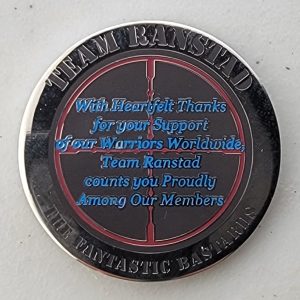 TEAM RANSTAD
With Heartfelt Thanks
for your Support
of our Warriors Worldwide,
Team Ranstad
counts you Proudly
Among Our Members
THE FANTASTIC BASTARDS